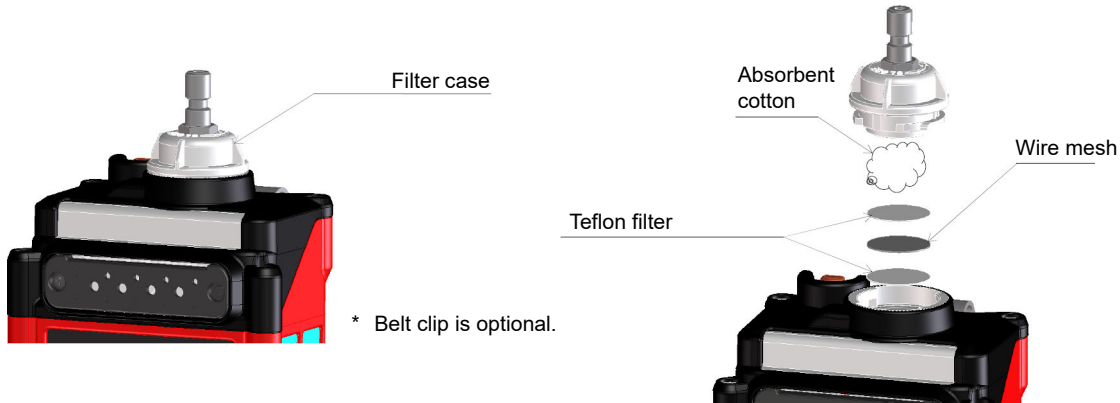 Filter case
* Belt clip is optional.
Absorbent
cotton
Wire mesh
Teflon filter